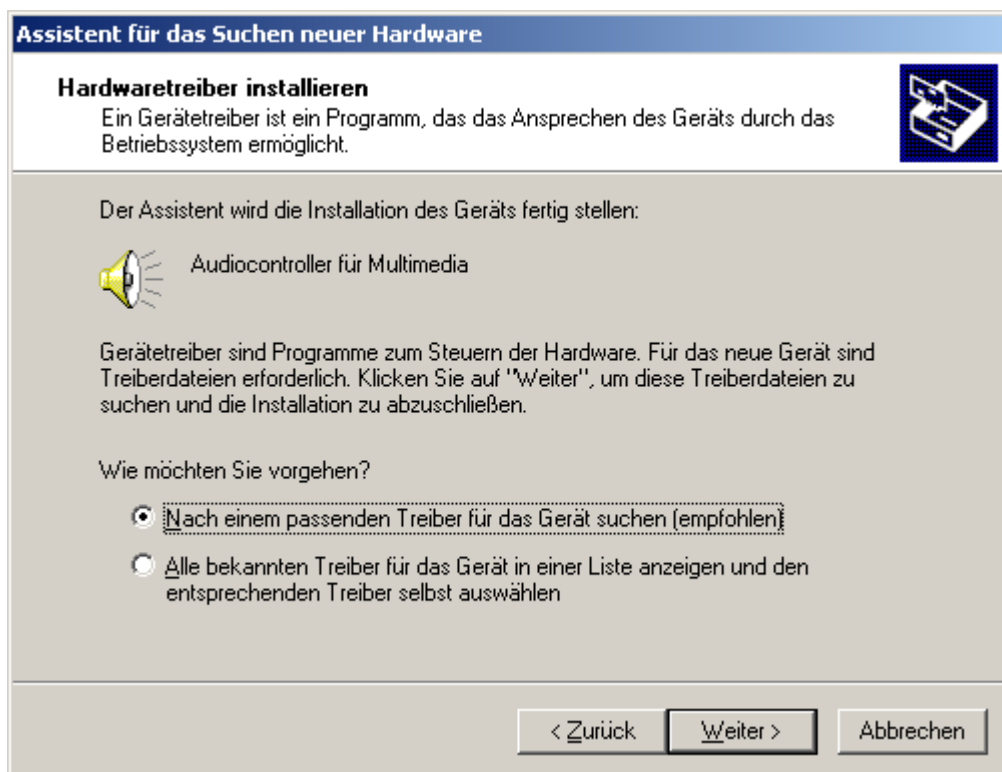 Assistent für das Suchen neuer Hardware
Hardwaretreiber installieren
Ein Gerätetreiber ist ein Programm, das das Ansprechen des Geräts durch das
Betriebssystem ermöglicht.
Der Assistent wird die Installation des Geräts fertig stellen:
Audiocontroller für Multimedia
Gerätetreiber sind Programme zum Steuern der Hardware. Für das neue Gerät sind
Treiberdateien erforderlich. Klicken Sie auf "Weiter", um diese Treiberdateien zu
suchen und die Installation zu abzuschließen.
Wie möchten Sie vorgehen?
Nach einem passenden Treiber für das Gerät suchen (empfohlen)
Alle bekannten Treiber für das Gerät in einer Liste anzeigen und den
entsprechenden Treiber selbst auswählen
< Zurück Weiter > Abbrechen